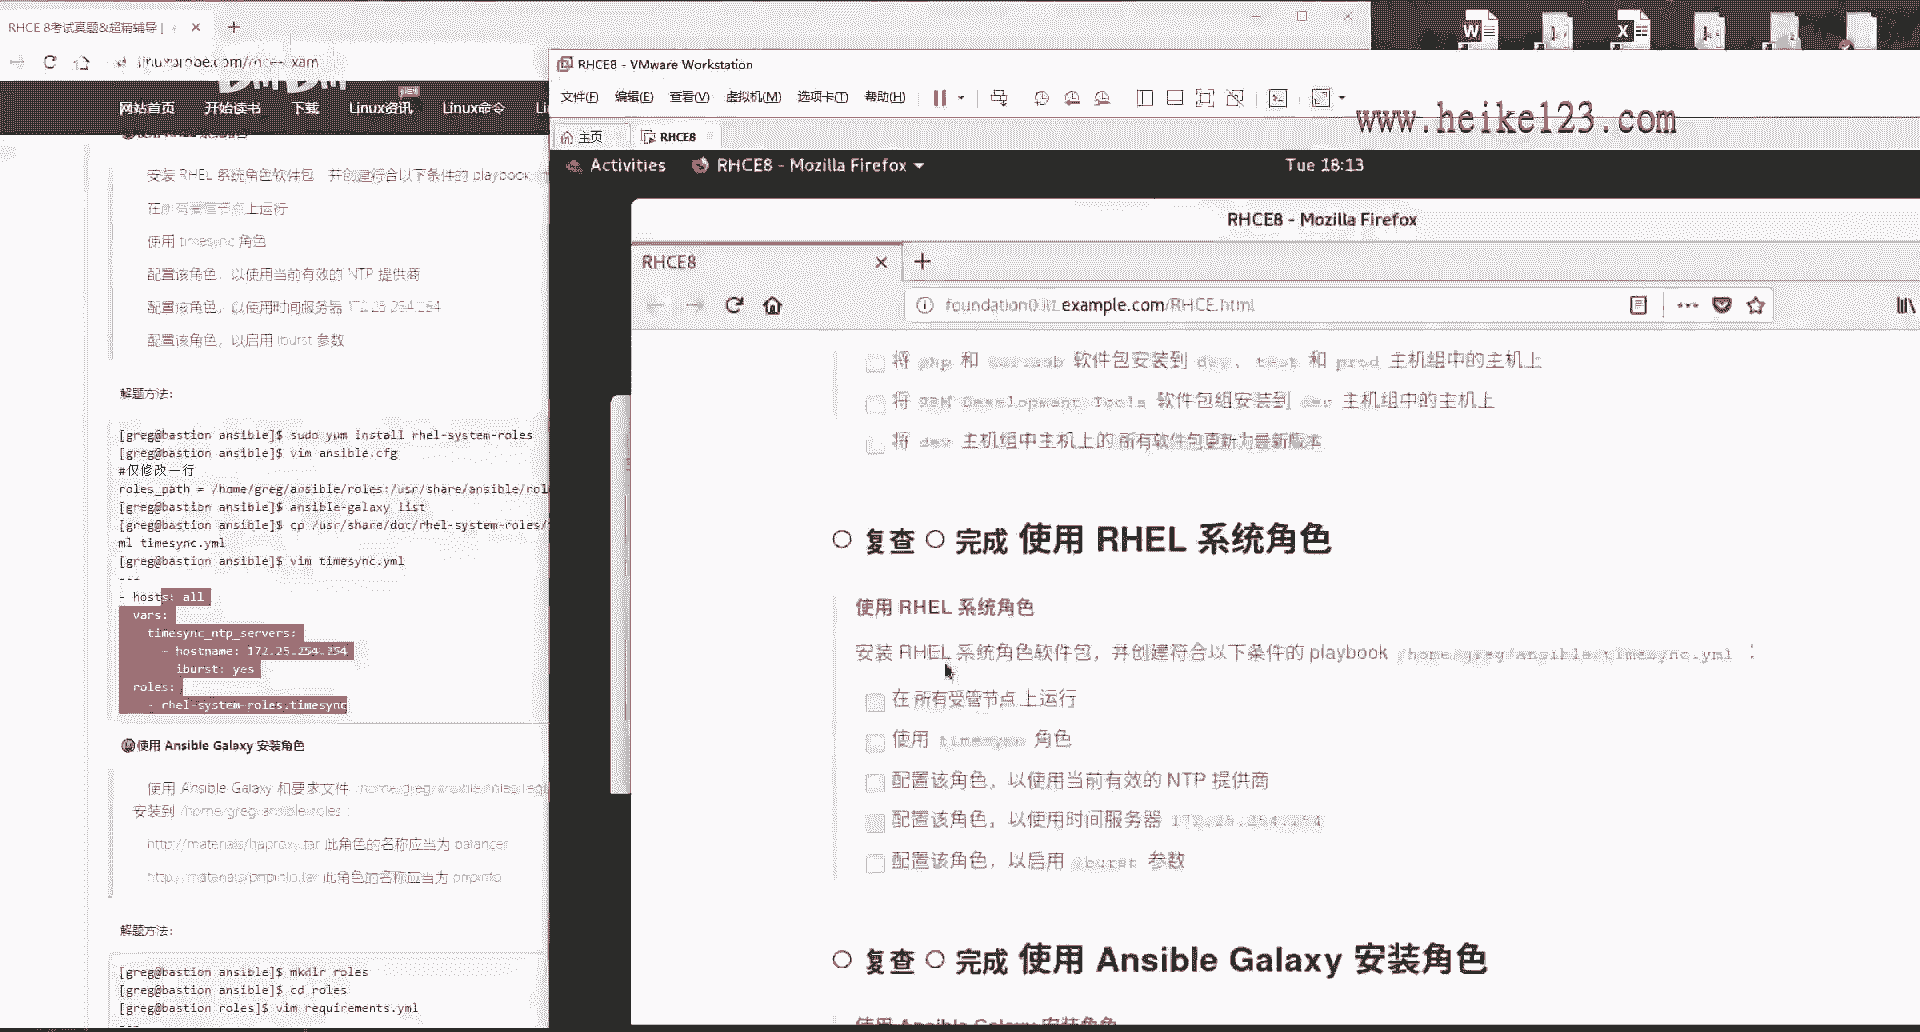 RHCE 8考试真题&超精辅导 |
RHCE8 - VMware Workstation
文件(F) 编辑(E) 查看(V) 虚拟机(M) 选项卡(T) 帮助(H)
www.heike123.com
网站首页 开始读书 下载 Linux资讯 Linux命令
主页 RHCE8
Activities RHCE8 - Mozilla Firefox Tue 18:13
RHCE8 - Mozilla Firefox
RHCE8
example.com/RHCE.html
安装 RHEL 系统角色软件包，并创建符合以下条件的 playbook
在所有受管节点上运行
使用 timesync 角色
配置该角色，以使用当前有效的 NTP 提供商
配置该角色，以使用时间服务器 172.25.254.254
配置该角色，以启用 iburst 参数
解题方法:
[greg@bastion ansible]$ sudo yum install rhel-system-roles
[greg@bastion ansible]$ vim ansible.cfg
#仅修改一行
roles_path = /home/greg/ansible/roles:/usr/share/ansible/rol
[greg@bastion ansible]$ ansible-galaxy list
[greg@bastion ansible]$ cp /usr/share/doc/rhel-system-roles/
ml timesync.yml
[greg@bastion ansible]$ vim timesync.yml
---
- hosts: all
vars:
timesync_ntp_servers:
- hostname: 172.25.254.254
iburst: yes
roles:
- rhel-system-roles.timesync
使用 Ansible Galaxy 安装角色
使用 Ansible Galaxy 和要求文件
安装到 /home/greg/ansible/roles :
http://materials/haproxy.tar 此角色的名称应当为 balancer
http://materials/phpinfo.tar 此角色的名称应当为 phpinfo
解题方法:
[greg@bastion ansible]$ mkdir roles
[greg@bastion ansible]$ cd roles
[greg@bastion roles]$ vim requirements.yml
将 php 和 软件包安装到 dev、test 和 prod 主机组中的主机上
将 RPM Development Tools 软件包组安装到 dev 主机组中的主机上
将 dev 主机组中主机上的 所有软件包更新为最新版本
复查 完成 使用 RHEL 系统角色
使用 RHEL 系统角色
安装 RHEL 系统角色软件包，并创建符合以下条件的 playbook /home/greg/ansible/timesync.yml ：
在 所有受管节点 上运行
使用 timesync 角色
配置该角色，以使用当前有效的 NTP 提供商
配置该角色，以使用时间服务器 172.25.254.254
配置该角色，以启用 iburst 参数
复查 完成 使用 Ansible Galaxy 安装角色